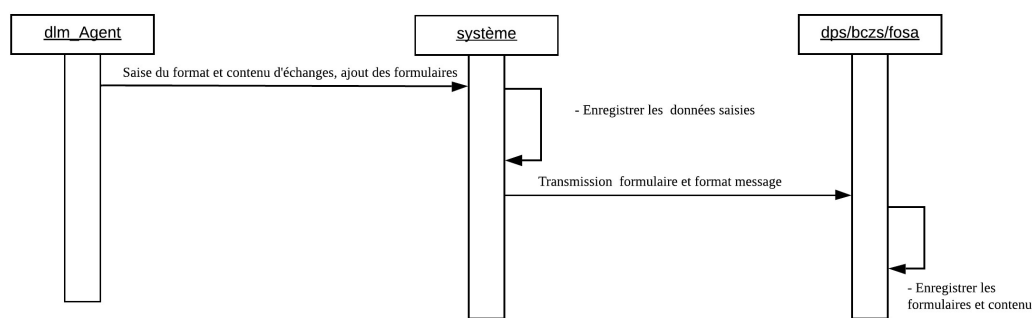 dlm_Agent
système
dps/bczs/fosa
Saise du format et contenu d'échanges, ajout des formulaires
- Enregistrer les données saisies
Transmission formulaire et format message
- Enregistrer les
formulaires et contenu